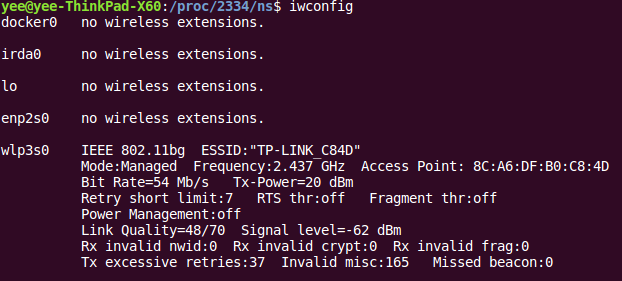 yee@yee-ThinkPad-X60:/proc/2334/ns$ iwconfig
docker0   no wireless extensions.
irda0     no wireless extensions.
lo        no wireless extensions.
enp2s0    no wireless extensions.
wlp3s0    IEEE 802.11bg  ESSID:"TP-LINK_C84D"
          Mode:Managed  Frequency:2.437 GHz  Access Point: 8C:A6:DF:B0:C8:4D
          Bit Rate=54 Mb/s   Tx-Power=20 dBm
          Retry short limit:7   RTS thr:off   Fragment thr:off
          Power Management:off
          Link Quality=48/70  Signal level=-62 dBm
          Rx invalid nwid:0  Rx invalid crypt:0  Rx invalid frag:0
          Tx excessive retries:37  Invalid misc:165   Missed beacon:0